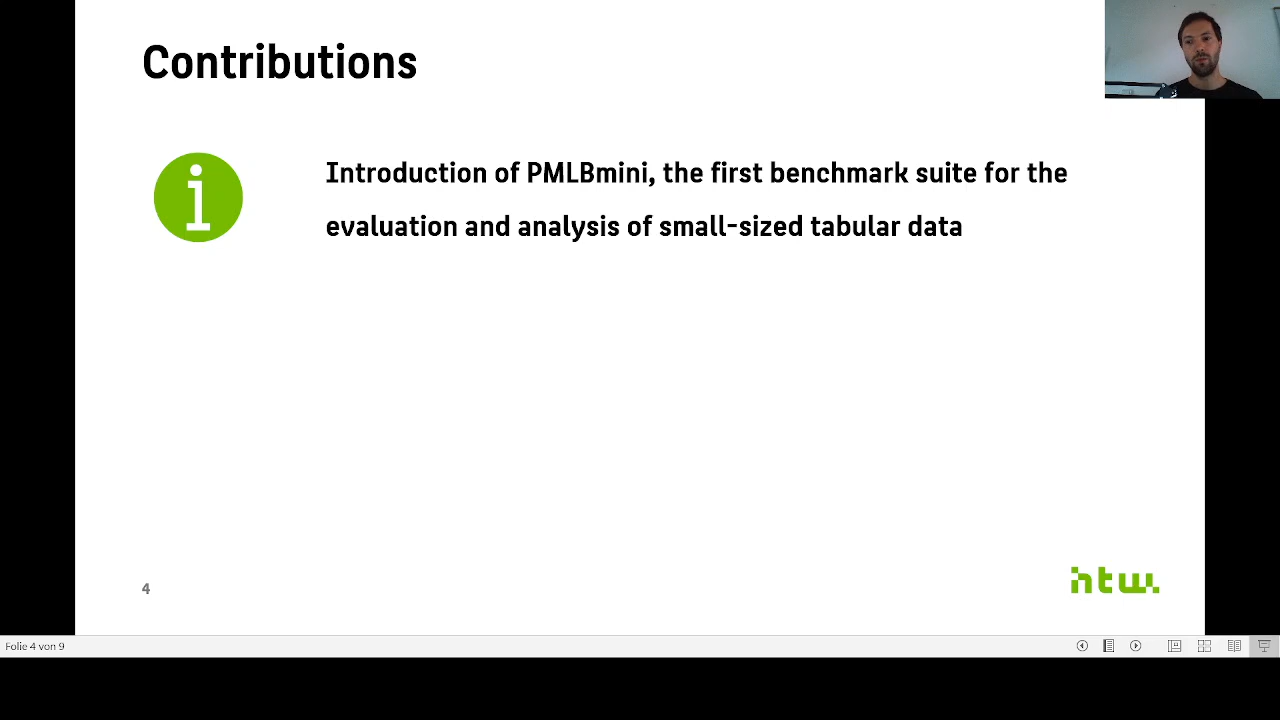 Contributions
i
Introduction of PMLBmini, the first benchmark suite for the
evaluation and analysis of small-sized tabular data
4
htw.
Folie 4 von 9